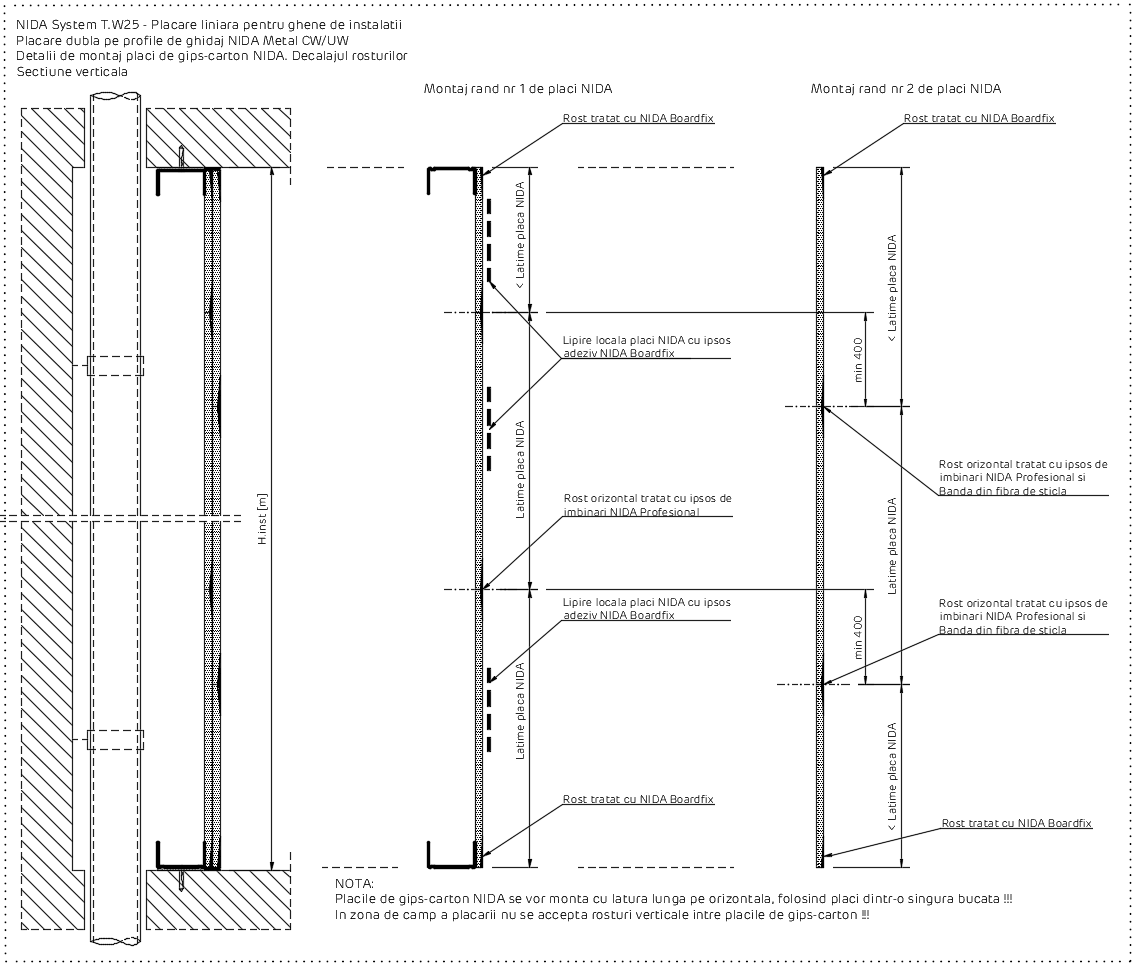 NIDA System T.W25 - Placare liniara pentru ghene de instalatii
Placare dubla pe profile de ghidaj NIDA Metal CW/UW
Detalii de montaj placi de gips-carton NIDA. Decalajul rosturilor
Sectiune verticala
Montaj rand nr 1 de placi NIDA
Montaj rand nr 2 de placi NIDA
Rost tratat cu NIDA Boardfix
Rost tratat cu NIDA Boardfix
< Latime placa NIDA
< Latime placa NIDA
Lipire locala placi NIDA cu ipsos
adeziv NIDA Boardfix
min 400
Latime placa NIDA
Rost orizontal tratat cu ipsos de
imbinari NIDA Profesional si
Banda din fibra de sticla
H.inst [m]
Rost orizontal tratat cu ipsos de
imbinari NIDA Profesional
Latime placa NIDA
Lipire locala placi NIDA cu ipsos
adeziv NIDA Boardfix
min 400
Rost orizontal tratat cu ipsos de
imbinari NIDA Profesional si
Banda din fibra de sticla
Latime placa NIDA
< Latime placa NIDA
Rost tratat cu NIDA Boardfix
Rost tratat cu NIDA Boardfix
NOTA:
Placile de gips-carton NIDA se vor monta cu latura lunga pe orizontala, folosind placi dintr-o singura bucata !!!
In zona de camp a placarii nu se accepta rosturi verticale intre placile de gips-carton !!!